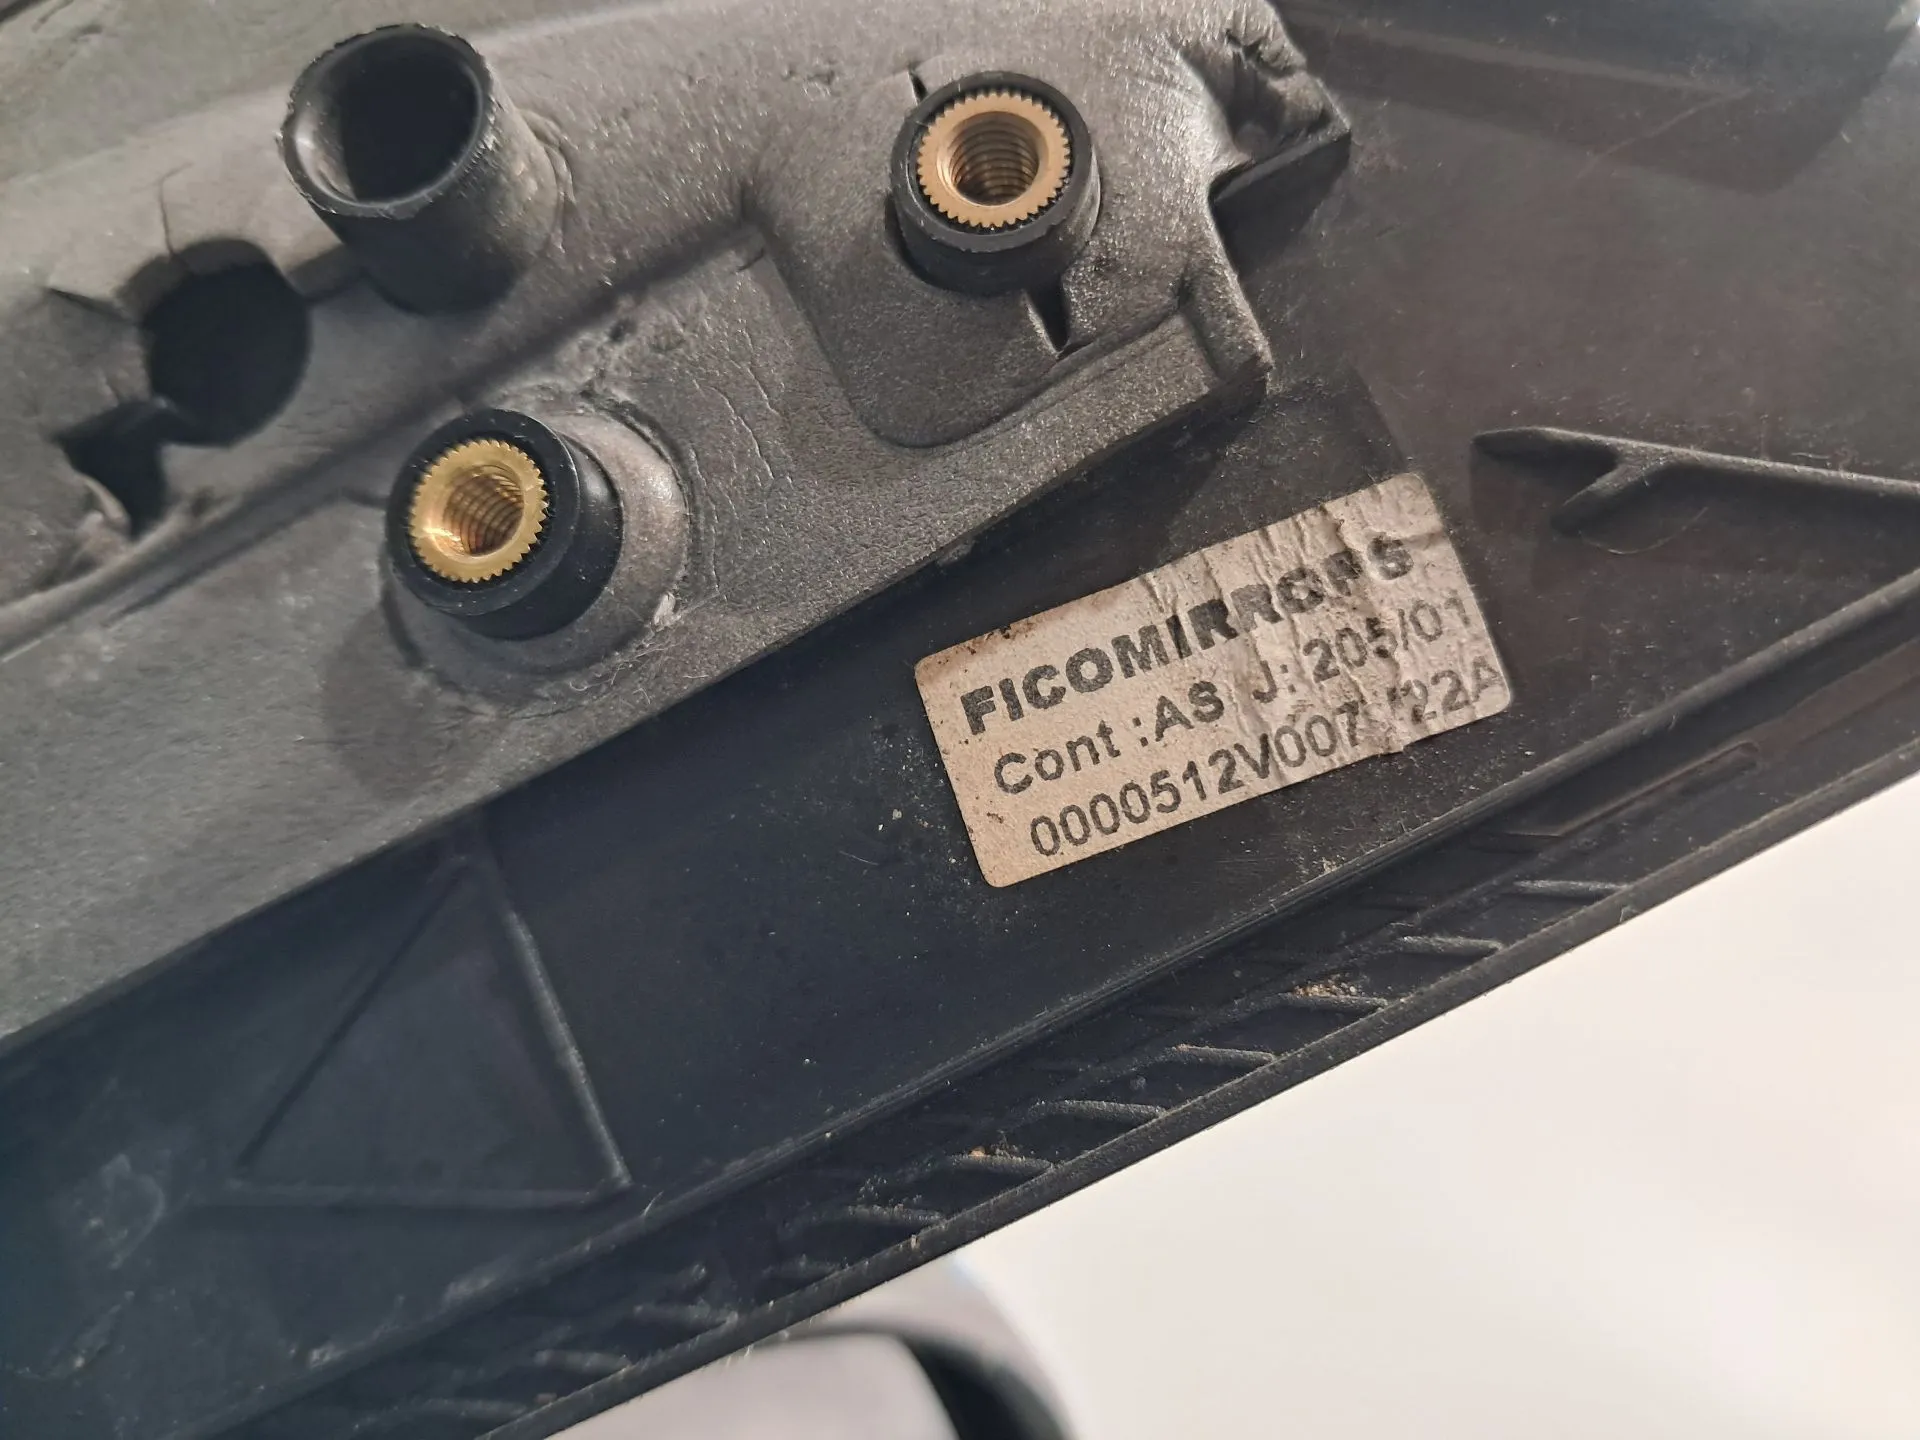 FICOMIRRORS
Cont :AS J: 205/01
0000512V007 /22A